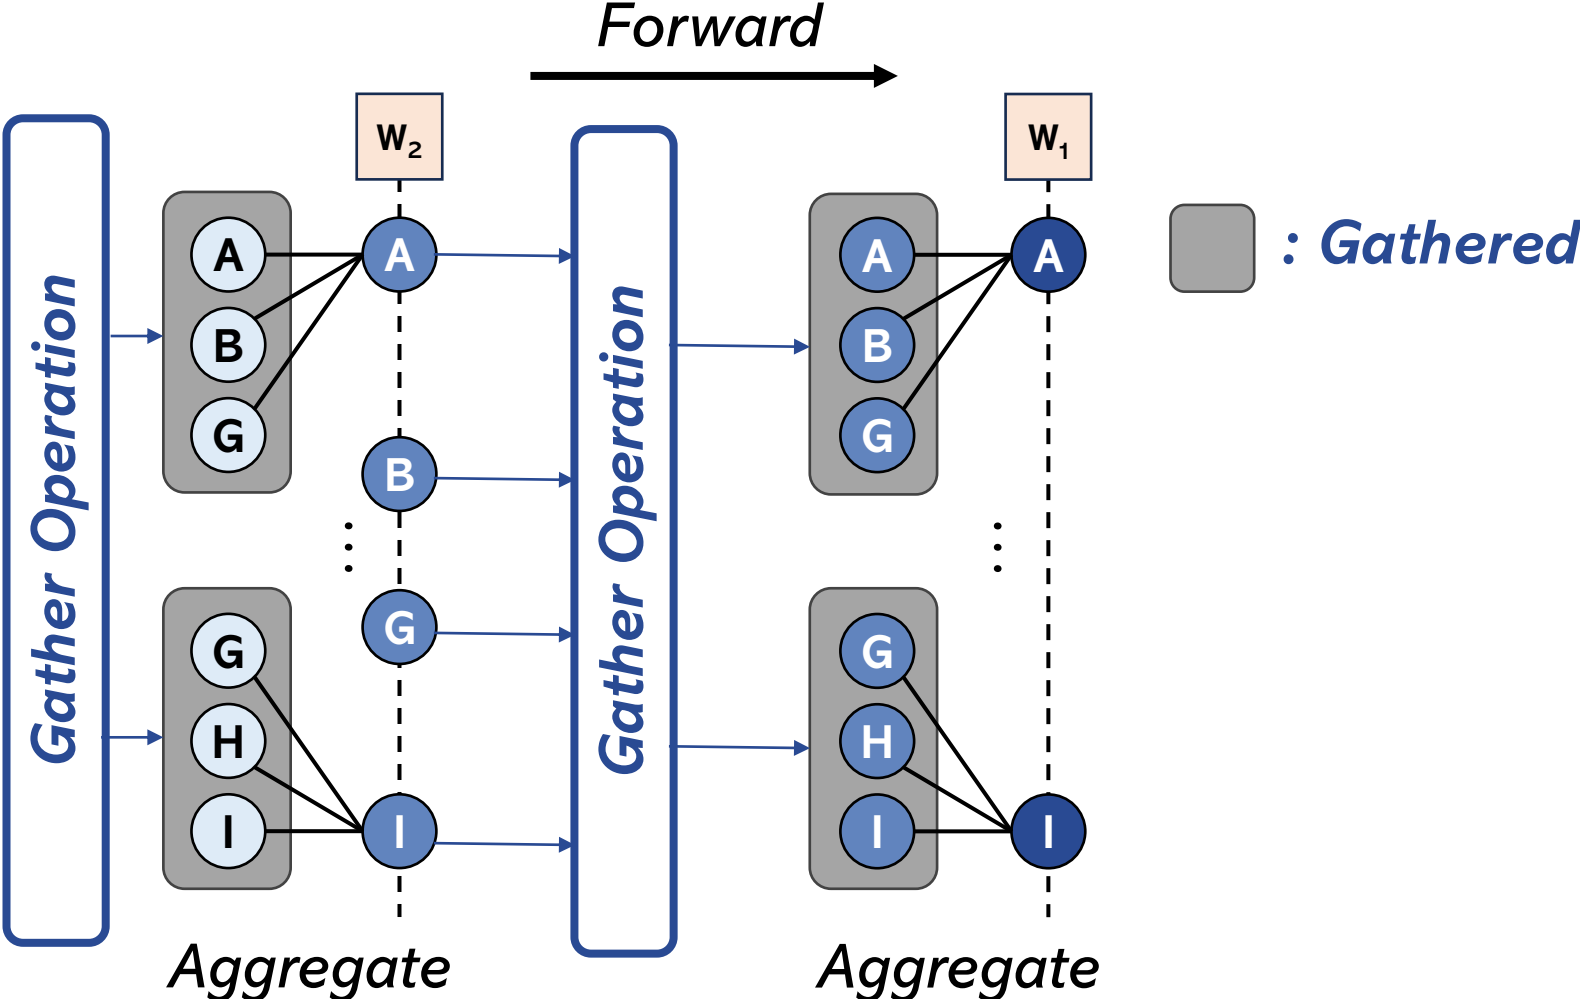 Forward
Gather Operation
W2
A
B
G
⋮
G
H
I
A
B
G
I
Aggregate
Gather Operation
W1
A
B
G
⋮
G
H
I
A
I
Aggregate
: Gathered